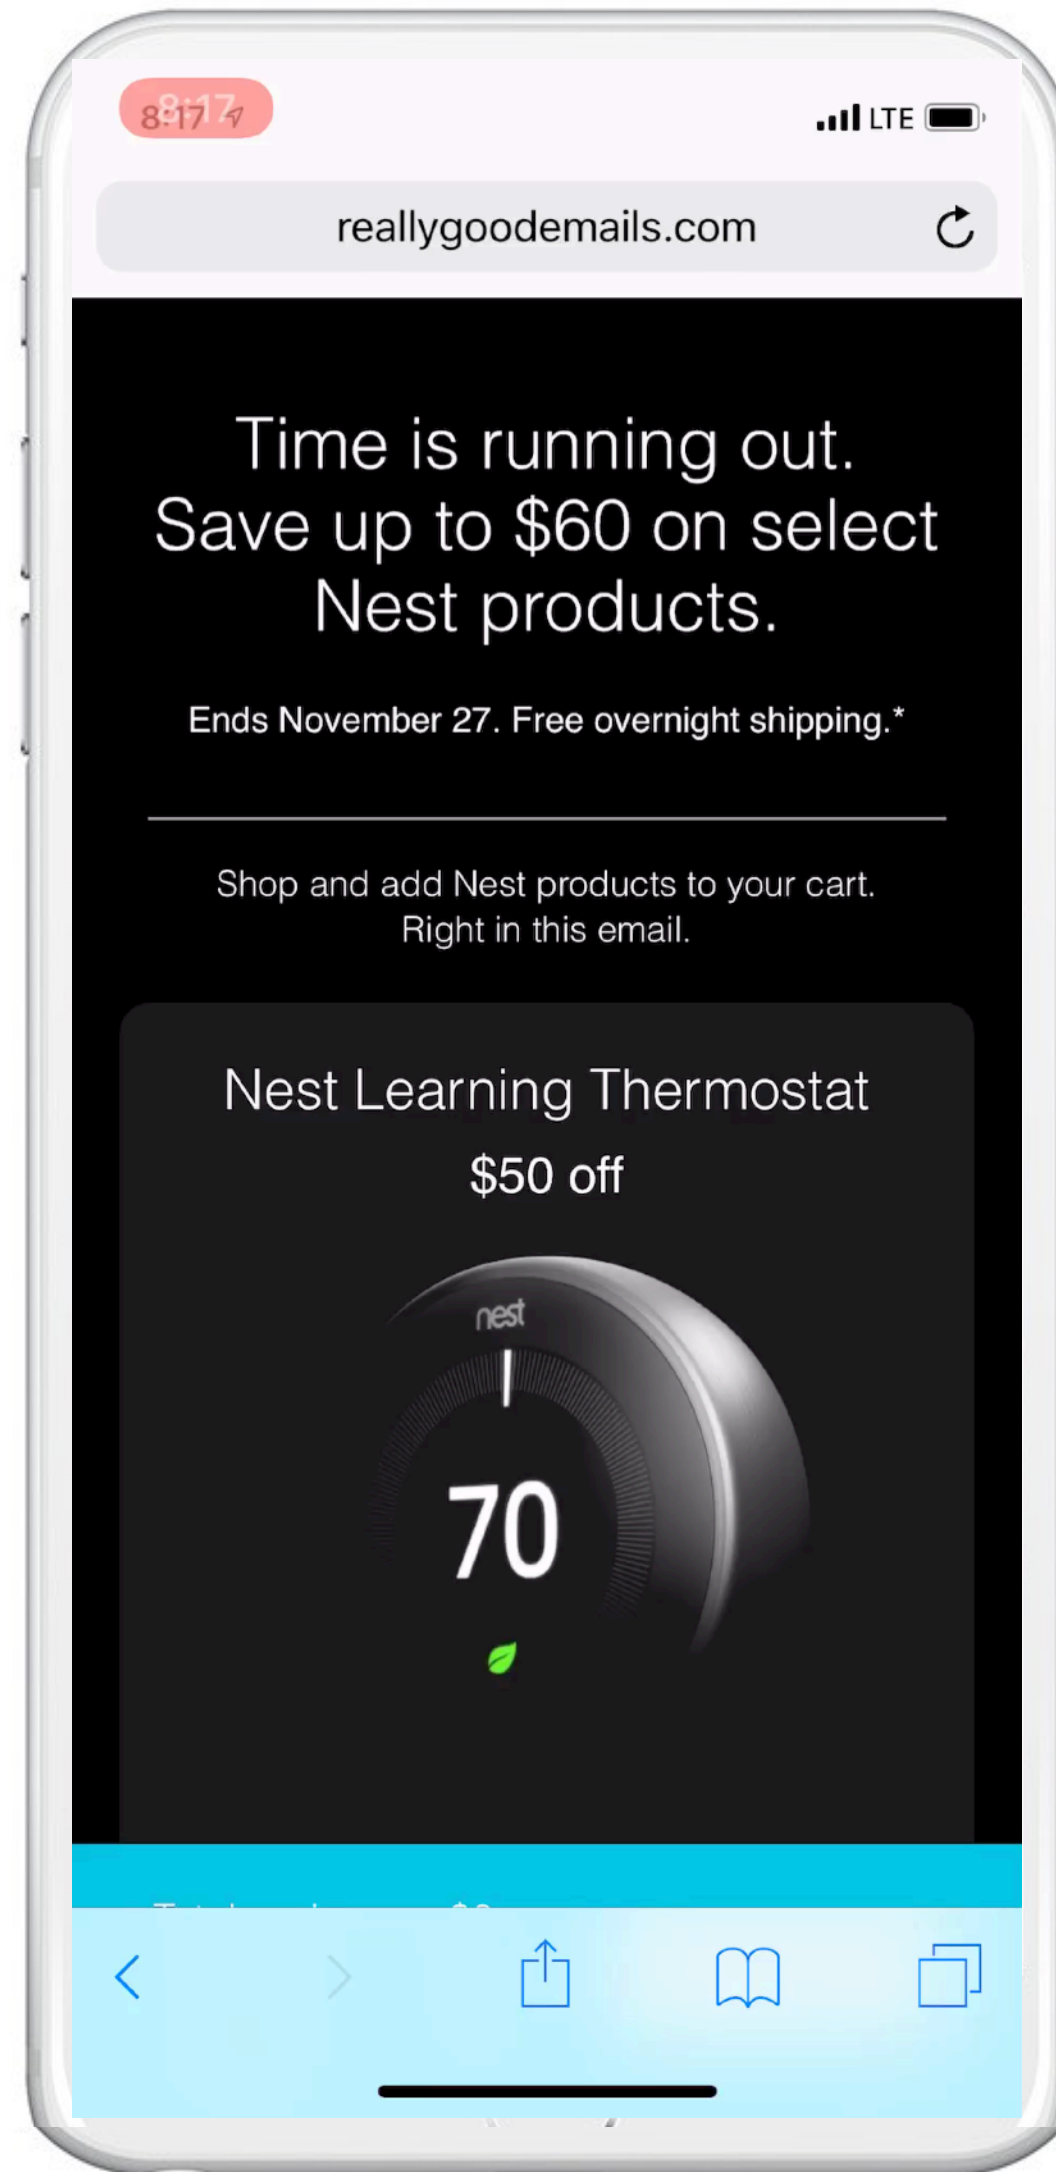 8:17
LTE
reallygoodemails.com
Time is running out.
Save up to $60 on select
Nest products.
Ends November 27. Free overnight shipping.*
Shop and add Nest products to your cart.
Right in this email.
Nest Learning Thermostat
$50 off
nest
70